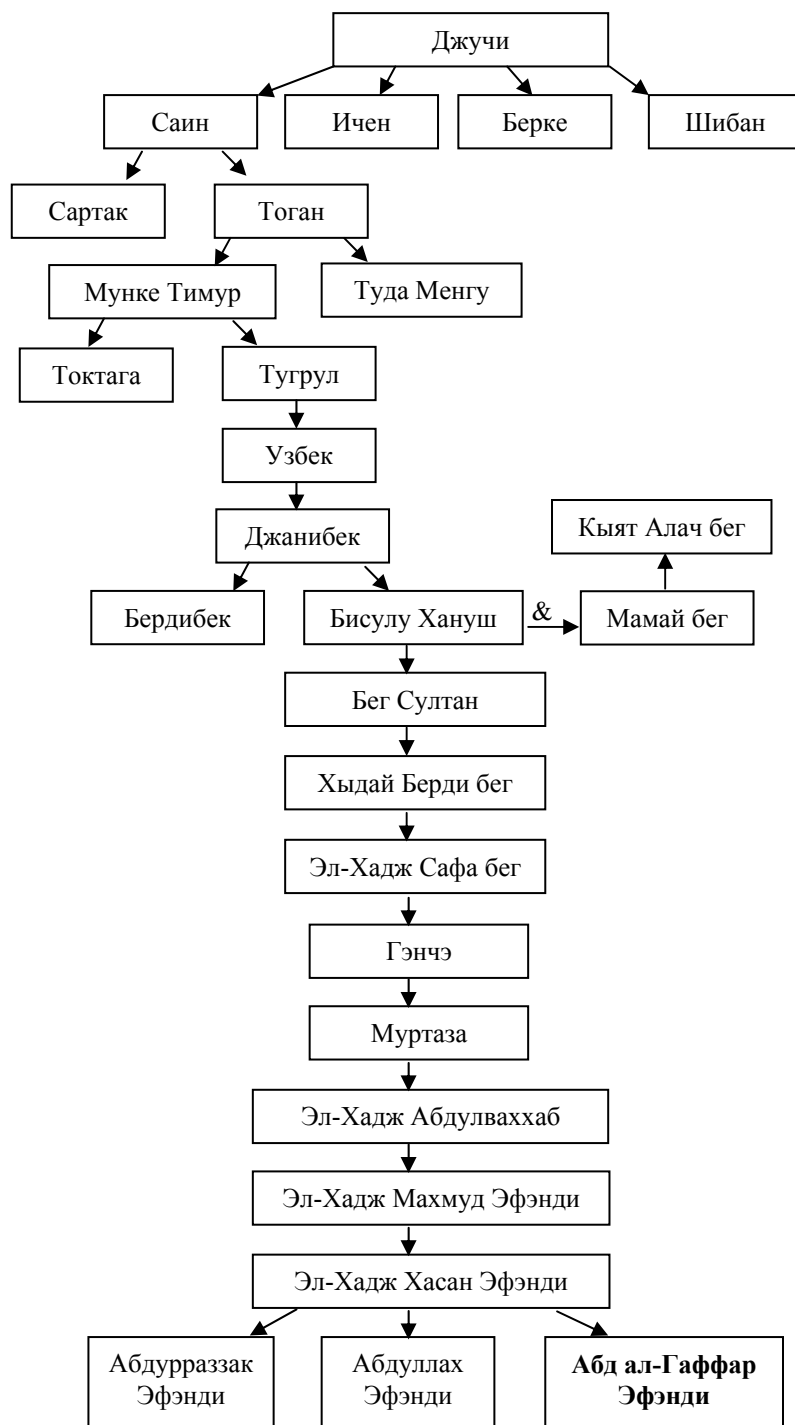 Джучи
Саин
Ичен
Берке
Шибан
Сартак
Тоган
Мунке Тимур
Туда Менгу
Токтага
Тугрул
Узбек
Джанибек
Кыят Алач бег
Бердибек
Бисулу Хануш
&
Мамай бег
Бег Султан
Хыдай Берди бег
Эл-Хадж Сафа бег
Гэнчэ
Муртаза
Эл-Хадж Абдулваххаб
Эл-Хадж Махмуд Эфэнди
Эл-Хадж Хасан Эфэнди
Абдурраззак
Эфэнди
Абдуллах
Эфэнди
Абд ал-Гаффар
Эфэнди